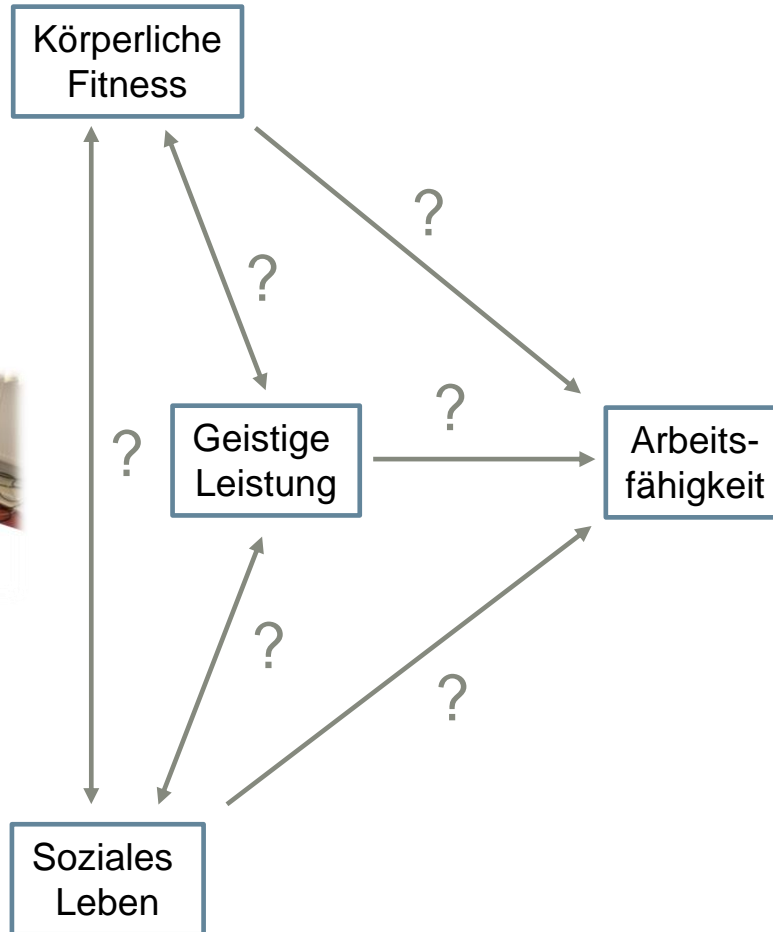 Körperliche
Fitness
?
?
?
?
Geistige
Leistung
Arbeits-
fähigkeit
?
?
Soziales
Leben